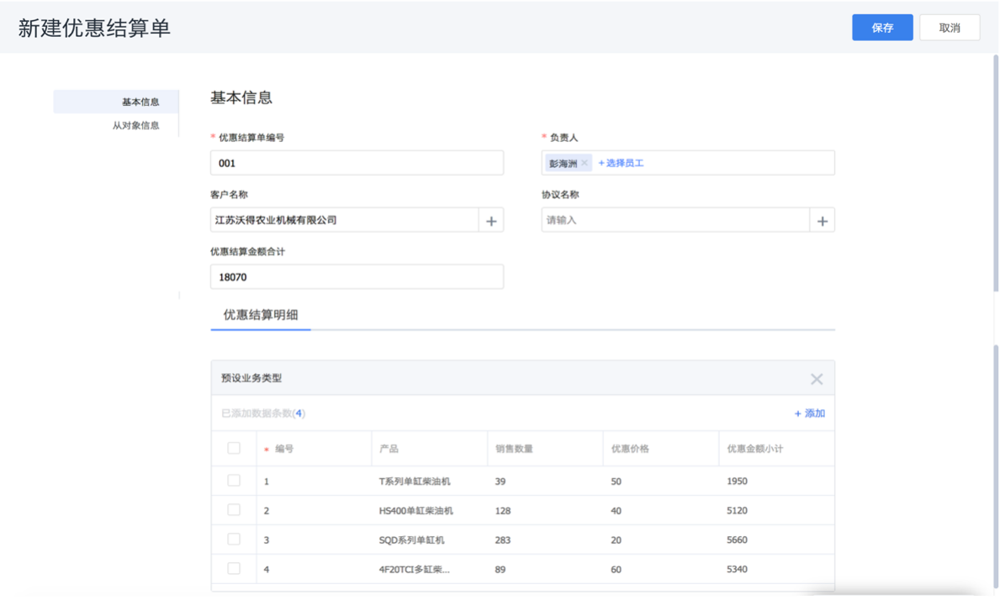 新建优惠结算单
保存 取消
基本信息
从对象信息
基本信息
* 优惠结算单编号 * 负责人
001 彭海洲 × +选择员工
客户名称 协议名称
江苏沃得农业机械有限公司 + 请输入 +
优惠结算金额合计
18070
优惠结算明细
预设业务类型
已添加数据条数(4) + 添加
* 编号 产品 销售数量 优惠价格 优惠金额小计
1 T系列单缸柴油机 39 50 1950
2 HS400单缸柴油机 128 40 5120
3 SQD系列单缸机 283 20 5660
4 4F20TCI多缸柴... 89 60 5340